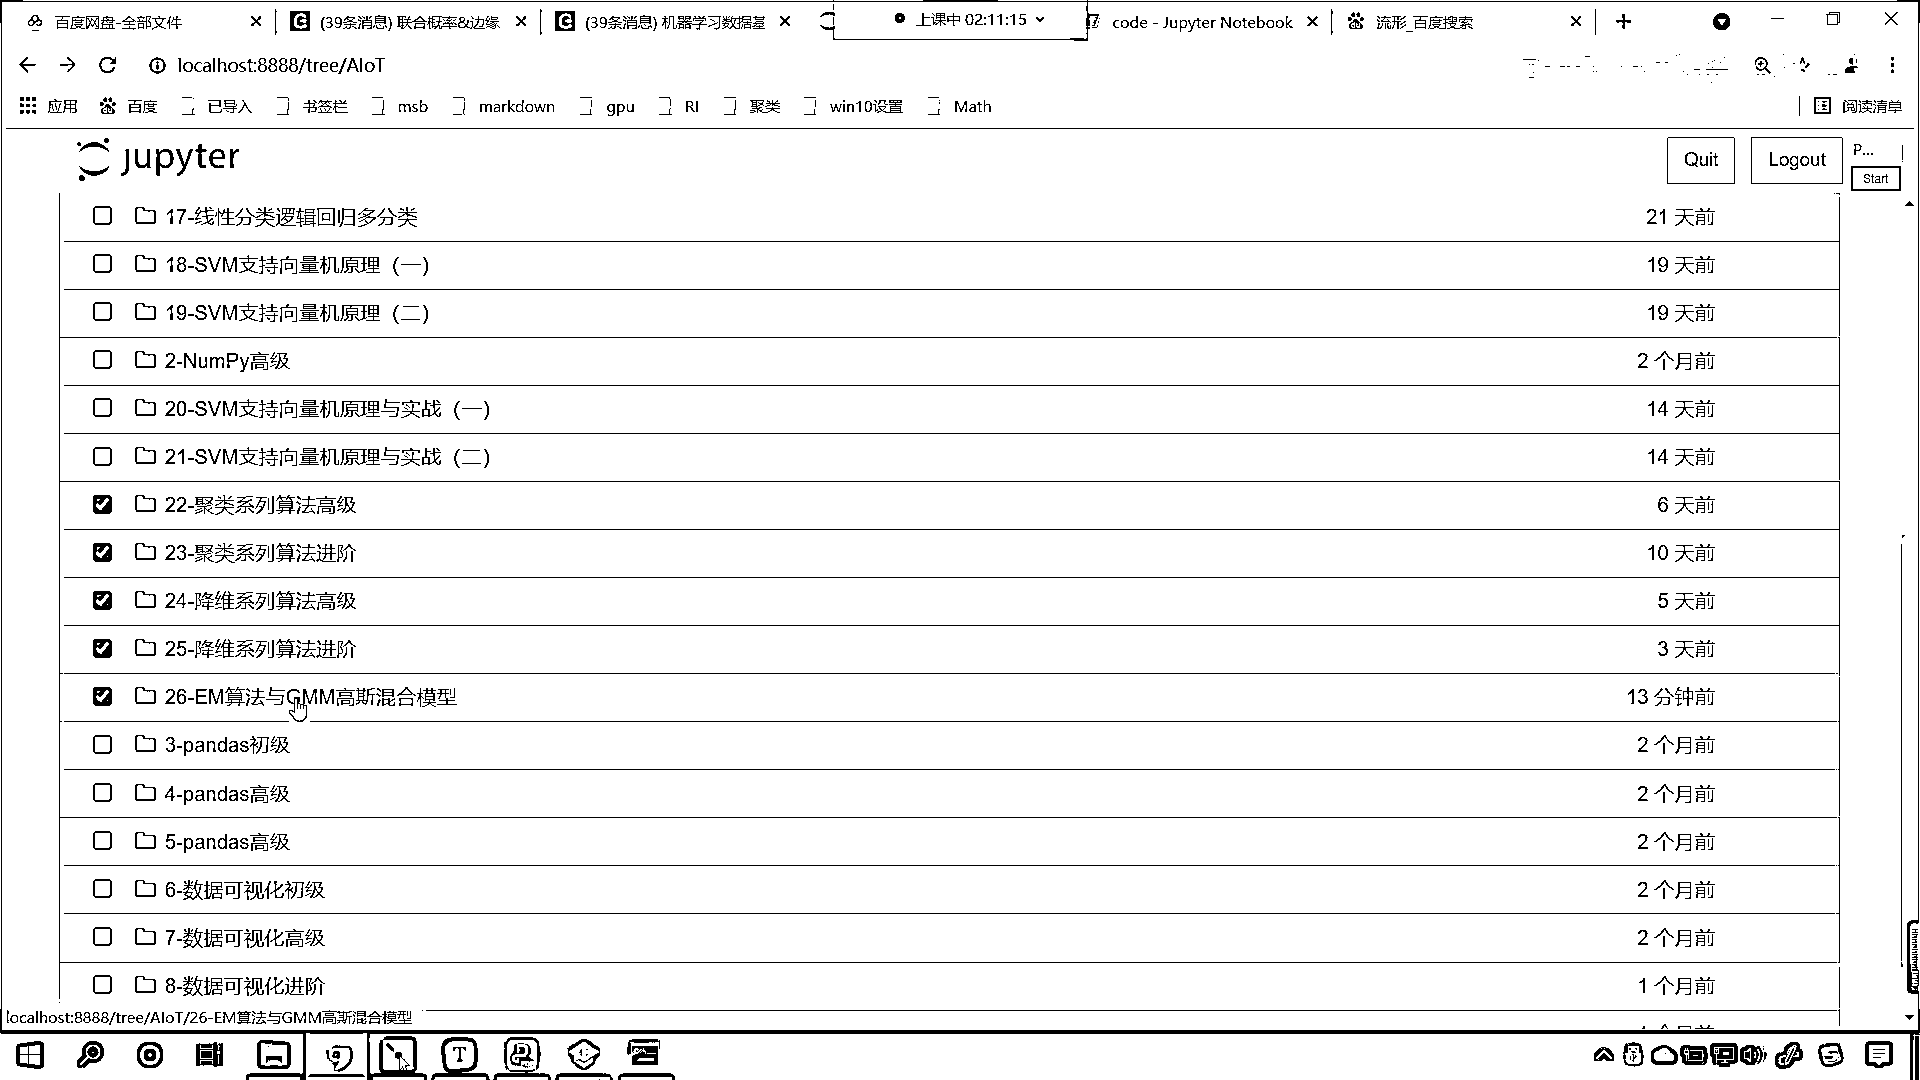 百度网盘-全部文件
(39条消息) 联合概率&边缘
(39条消息) 机器学习数据基
上课中 02:11:15
code - Jupyter Notebook
流形_百度搜索
localhost:8888/tree/AIoT
应用 百度 已导入 书签栏 msb markdown gpu RI 聚类 win10设置 Math 阅读清单
jupyter
Quit
Logout
P...
Start
17-线性分类逻辑回归多分类 21 天前
18-SVM支持向量机原理（一） 19 天前
19-SVM支持向量机原理（二） 19 天前
2-NumPy高级 2 个月前
20-SVM支持向量机原理与实战（一） 14 天前
21-SVM支持向量机原理与实战（二） 14 天前
22-聚类系列算法高级 6 天前
23-聚类系列算法进阶 10 天前
24-降维系列算法高级 5 天前
25-降维系列算法进阶 3 天前
26-EM算法与GMM高斯混合模型 13 分钟前
3-pandas初级 2 个月前
4-pandas高级 2 个月前
5-pandas高级 2 个月前
6-数据可视化初级 2 个月前
7-数据可视化高级 2 个月前
8-数据可视化进阶 1 个月前
localhost:8888/tree/AIoT/26-EM算法与GMM高斯混合模型